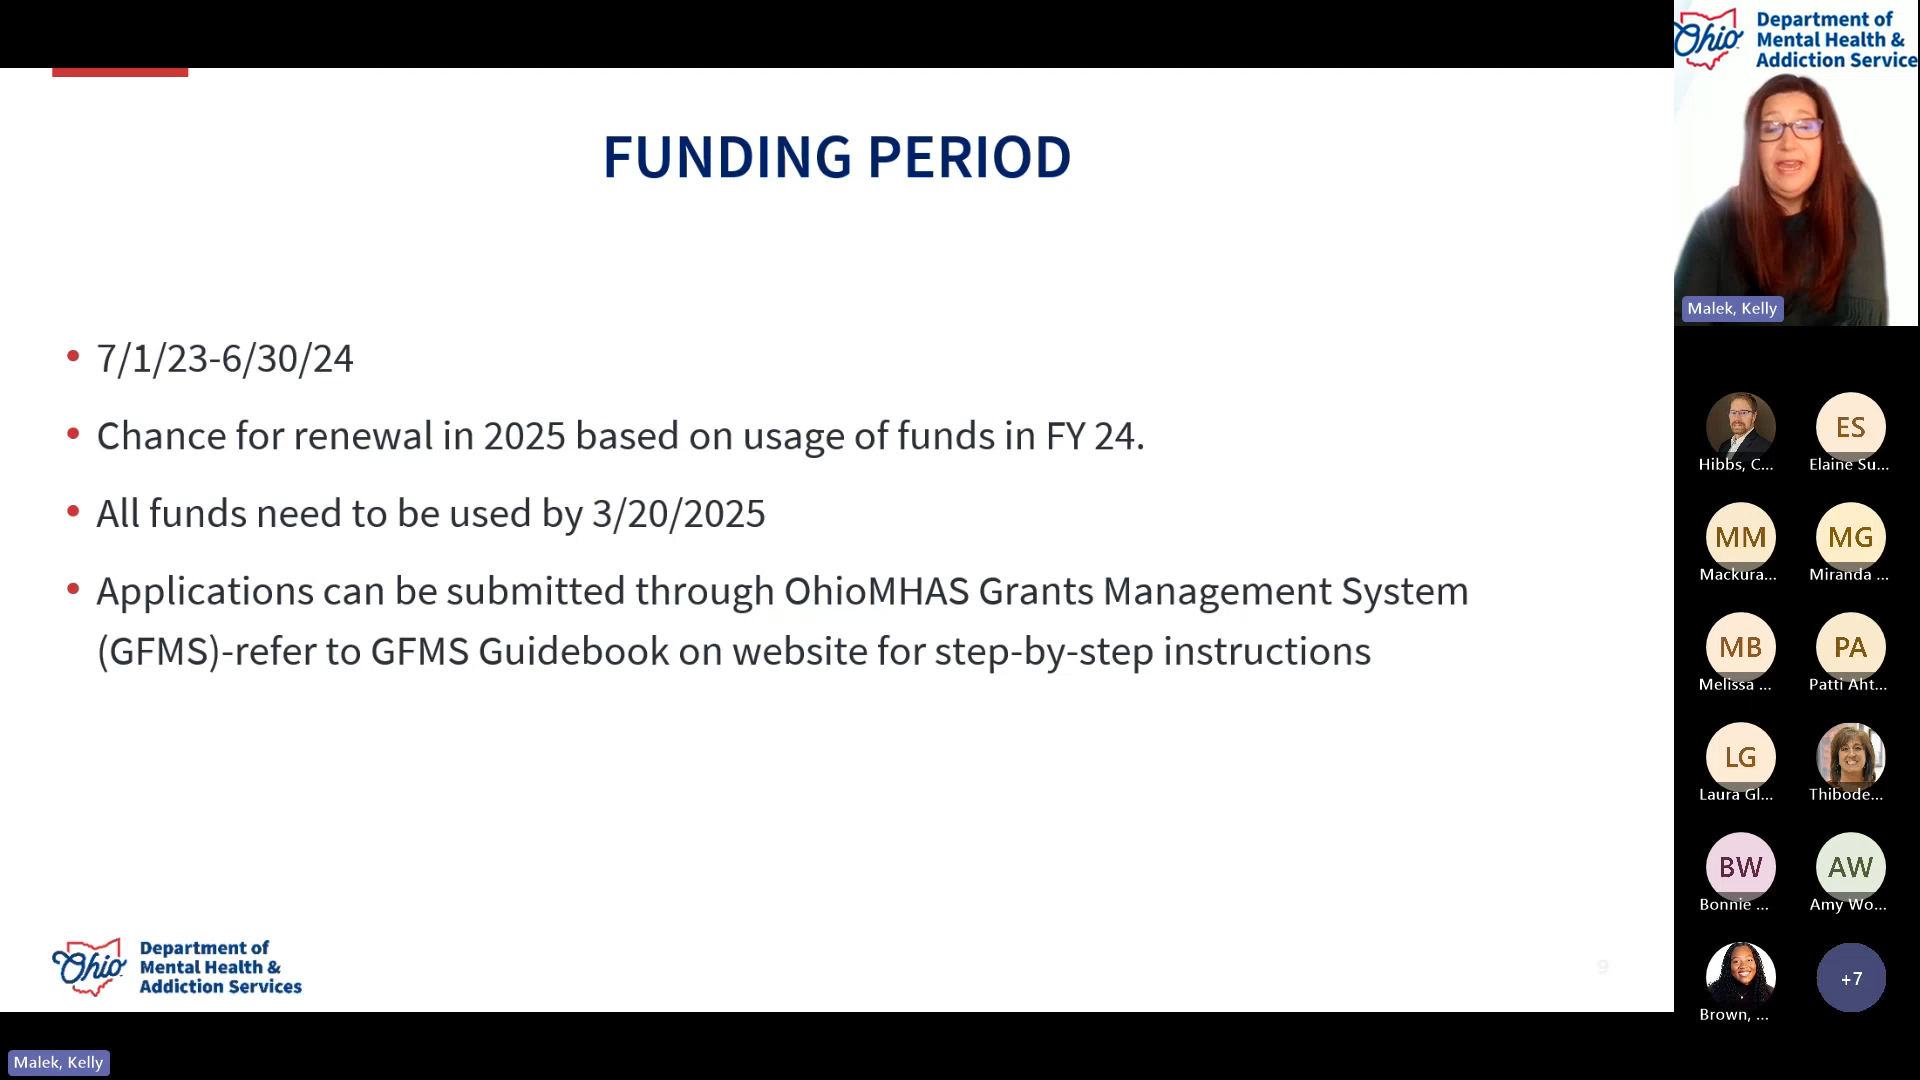 FUNDING PERIOD
• 7/1/23-6/30/24
• Chance for renewal in 2025 based on usage of funds in FY 24.
• All funds need to be used by 3/20/2025
• Applications can be submitted through OhioMHAS Grants Management System
(GFMS)-refer to GFMS Guidebook on website for step-by-step instructions
Ohio
Department of
Mental Health &
Addiction Services
9
Malek, Kelly
Ohio
Department of
Mental Health &
Addiction Service
Malek, Kelly
Hibbs, C...
ES
Elaine Su...
MM
Mackura...
MG
Miranda ...
MB
Melissa ...
PA
Patti Aht...
LG
Laura Gl...
Thibode...
BW
Bonnie ...
AW
Amy Wo...
Brown, ...
+7